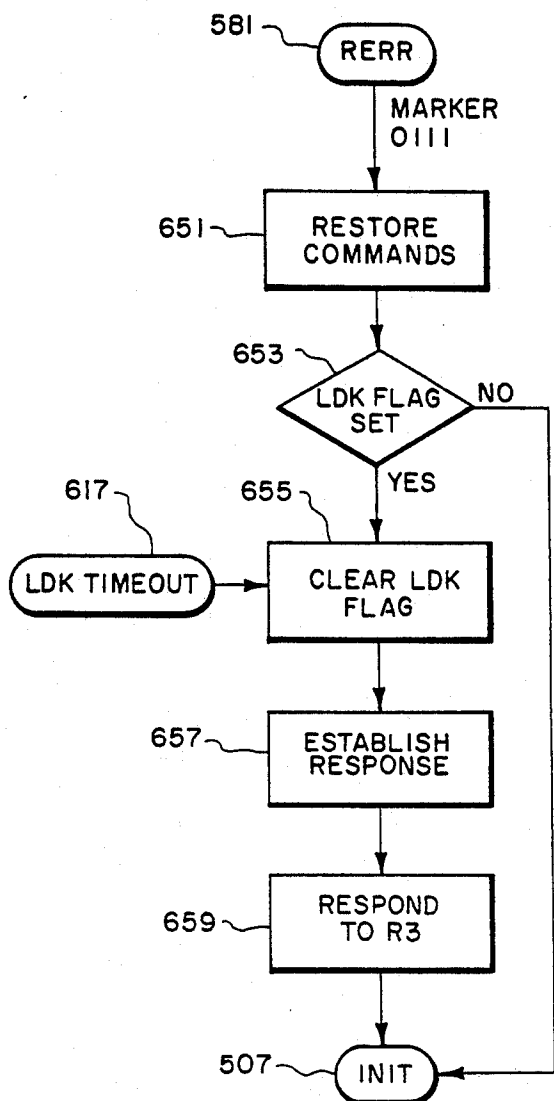 581
RERR
MARKER
0111
651
RESTORE
COMMANDS
653
LDK FLAG
SET
NO
YES
617
655
LDK TIMEOUT
CLEAR LDK
FLAG
657
ESTABLISH
RESPONSE
659
RESPOND
TO R3
507
INIT